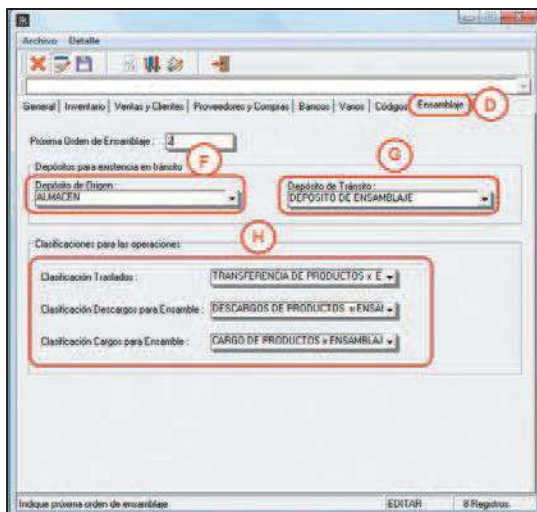 Archivo Detalle
General Inventario Ventas y Clientes Proveedores y Compras Bancos Varios Códigos Ensamblaje D
Próxima Orden de Ensamblaje : 2
F G
Depósitos para existencia en tránsito
Depósito de Origen : Depósito de Tránsito :
ALMACEN DEPOSITO DE ENSAMBLAJE
H
Clasificaciones para las operaciones
Clasificación Traslados : TRANSFERENCIA DE PRODUCTOS x E
Clasificación Descargos para Ensamble : DESCARGOS DE PRODUCTOS x ENSAI
Clasificación Cargos para Ensamble : CARGO DE PRODUCTOS x ENSAMBLAJ
Indique próxima orden de ensamblaje EDITAR 8 Registros.